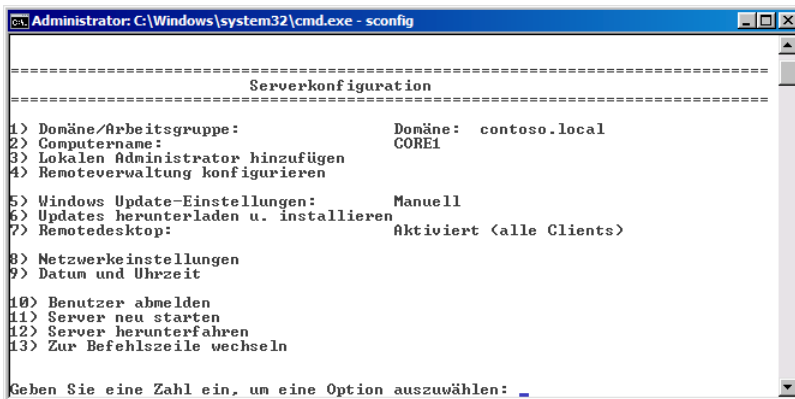 Administrator: C:\Windows\system32\cmd.exe - sconfig
===============================================================================
Serverkonfiguration
===============================================================================
1) Domäne/Arbeitsgruppe: Domäne: contoso.local
2) Computername: CORE1
3) Lokalen Administrator hinzufügen
4) Remoteverwaltung konfigurieren
5) Windows Update-Einstellungen: Manuell
6) Updates herunterladen u. installieren
7) Remotedesktop: Aktiviert (alle Clients)
8) Netzwerkeinstellungen
9) Datum und Uhrzeit
10) Benutzer abmelden
11) Server neu starten
12) Server herunterfahren
13) Zur Befehlszeile wechseln
Geben Sie eine Zahl ein, um eine Option auszuwählen: _